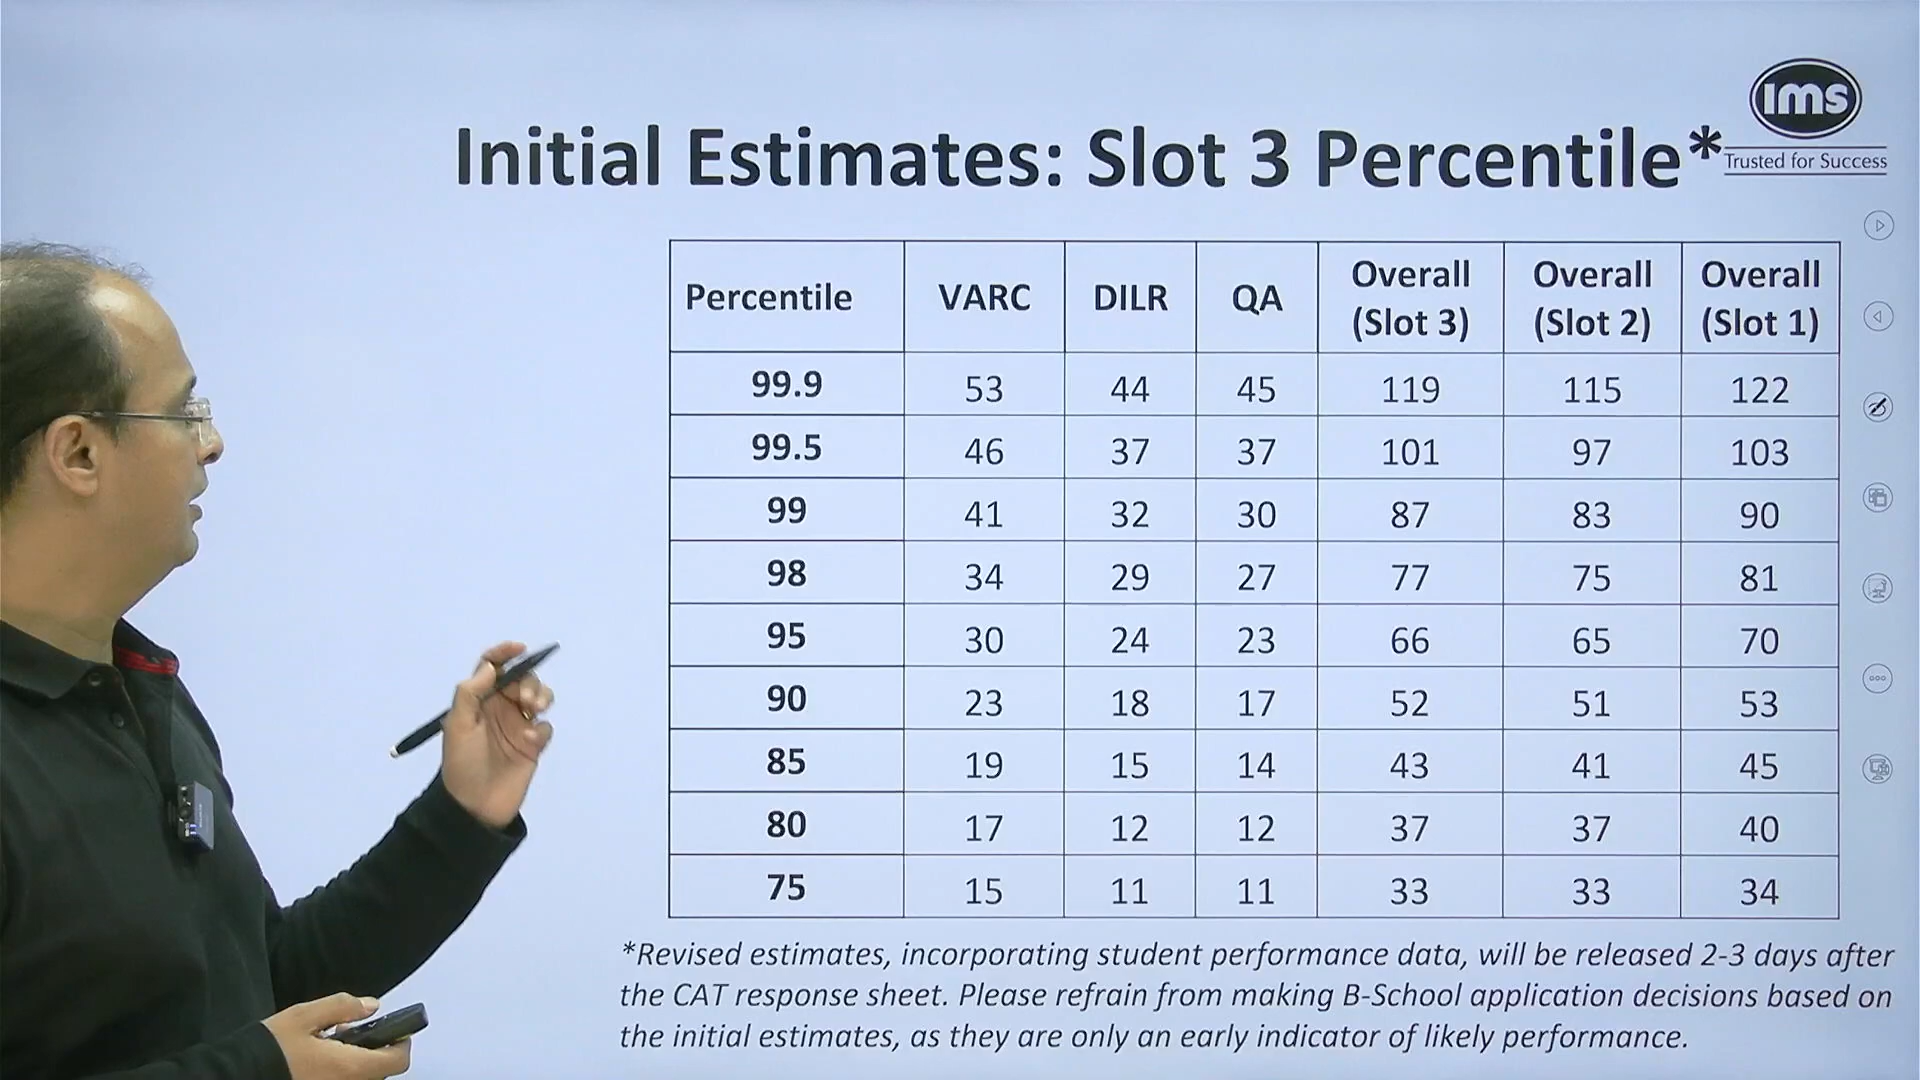 ims
Trusted for Success
Initial Estimates: Slot 3 Percentile*
Percentile VARC DILR QA Overall (Slot 3) Overall (Slot 2) Overall (Slot 1)
99.9 53 44 45 119 115 122
99.5 46 37 37 101 97 103
99 41 32 30 87 83 90
98 34 29 27 77 75 81
95 30 24 23 66 65 70
90 23 18 17 52 51 53
85 19 15 14 43 41 45
80 17 12 12 37 37 40
75 15 11 11 33 33 34
*Revised estimates, incorporating student performance data, will be released 2-3 days after
the CAT response sheet. Please refrain from making B-School application decisions based on
the initial estimates, as they are only an early indicator of likely performance.